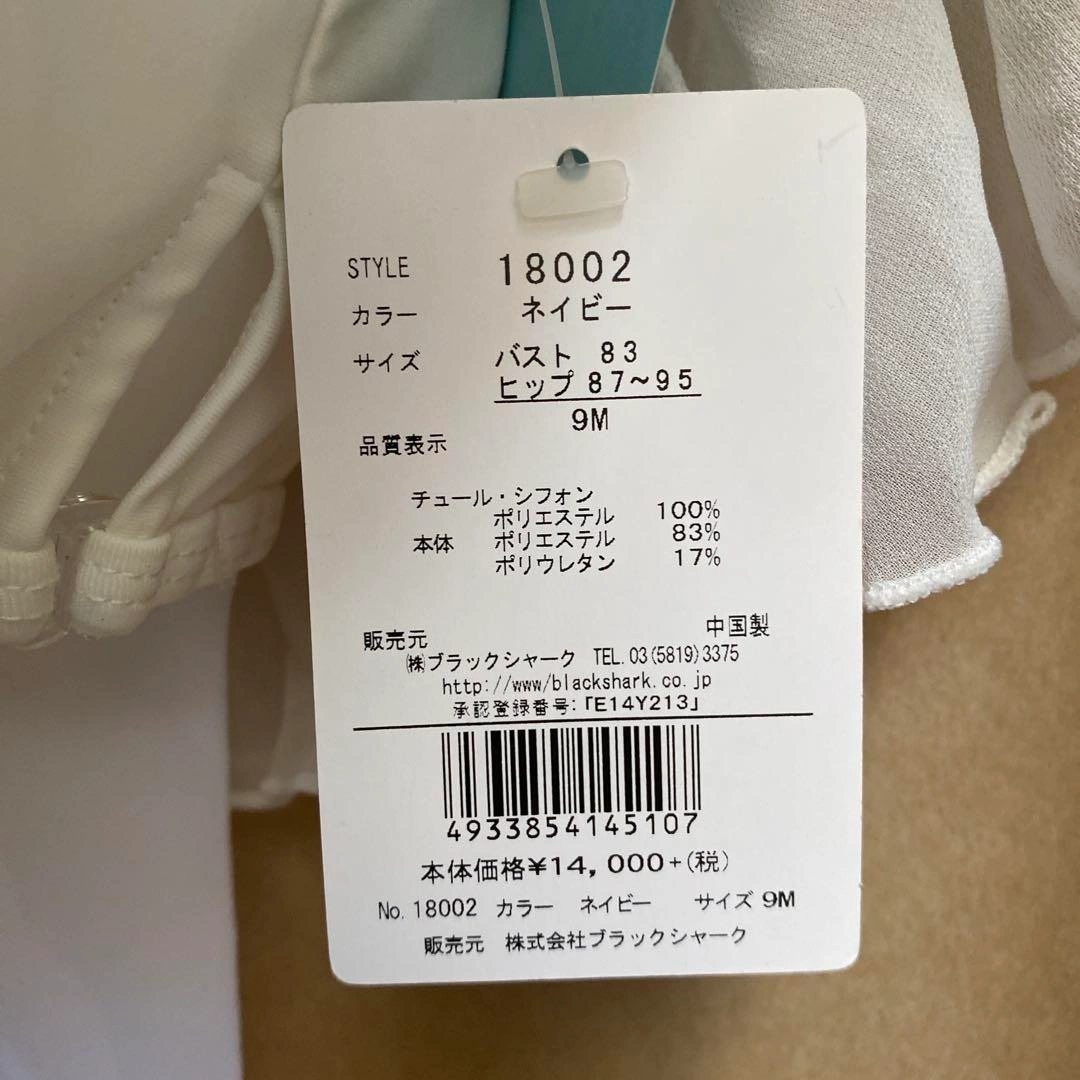 STYLE 18002
カラー ネイビー
サイズ バスト 83
ヒップ 87~95
9M
品質表示
チュール・シフォン
ポリエステル 100%
本体 ポリエステル 83%
ポリウレタン 17%
中国製
販売元
㈱ブラックシャーク TEL.03(5819)3375
http://www/blackshark.co.jp
承認登録番号:「E14Y213」
4933854145107
本体価格¥14,000+(税)
No.18002 カラー ネイビー サイズ 9M
販売元 株式会社ブラックシャーク